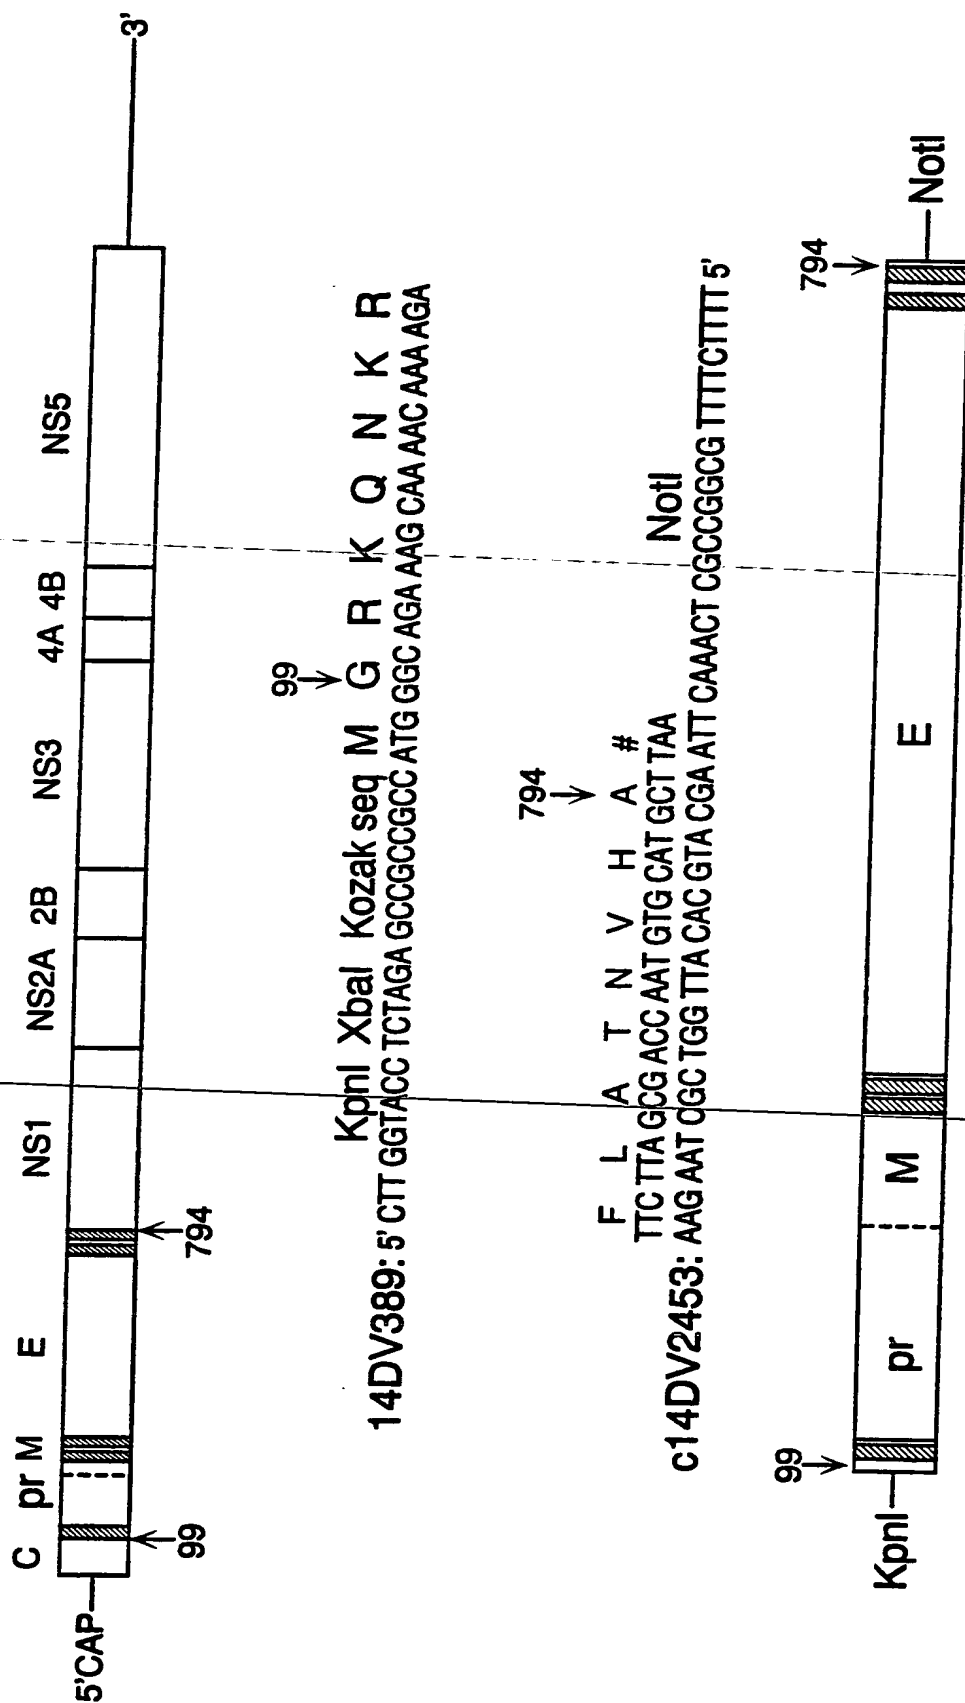 C pr M E NS1 NS2A 2B NS3 4A 4B NS5
5'CAP 3'
99 794
99
KpnI XbaI Kozak seq M G R K Q N K R
14DV389: 5' CTT GGTACC TCTAGA GCCGCCGCC ATG GGC AGA AAG CAA AAC AAA AGA
794
F L A T N V H A #
TTC TTA GCG ACC AAT GTG CAT GCT TAA NotI
c14DV2453: AAG AAT CGC TGG TTA CAC GTA CGA ATT CAAACT CGCCGGCG TTTTCTTTT 5'
99 794
KpnI pr M E NotI